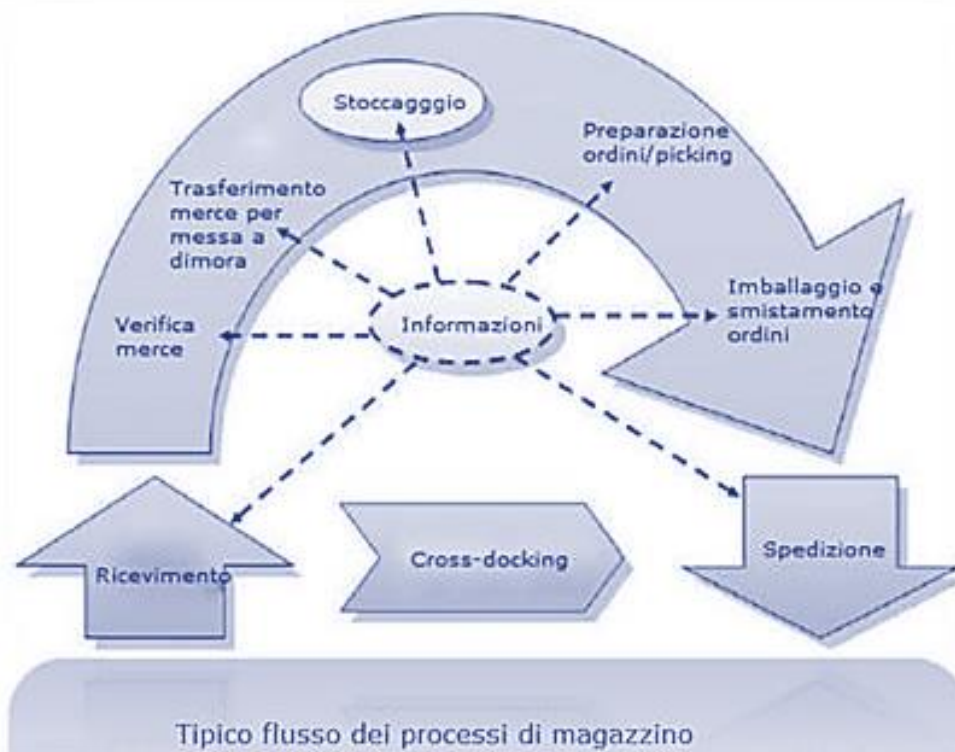 Stoccagggio
Preparazione
ordini/picking
Trasferimento
merce per
messa a
dimora
Verifica
merce
Informazioni
Imballaggio e
smistamento
ordini
Ricevimento
Cross-docking
Spedizione
Tipico flusso dei processi di magazzino